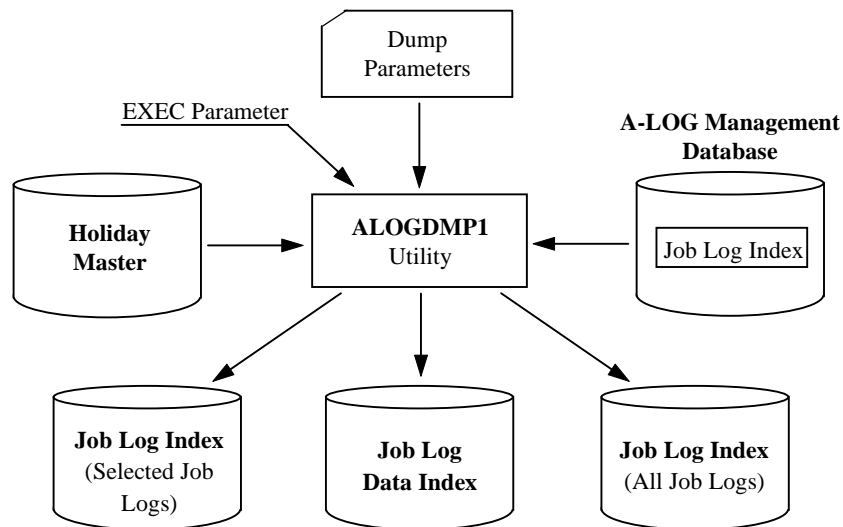 Dump
Parameters
EXEC Parameter
A-LOG Management
Database
Holiday
Master
ALOGDMP1
Utility
Job Log Index
Job Log Index
(Selected Job
Logs)
Job Log
Data Index
Job Log Index
(All Job Logs)